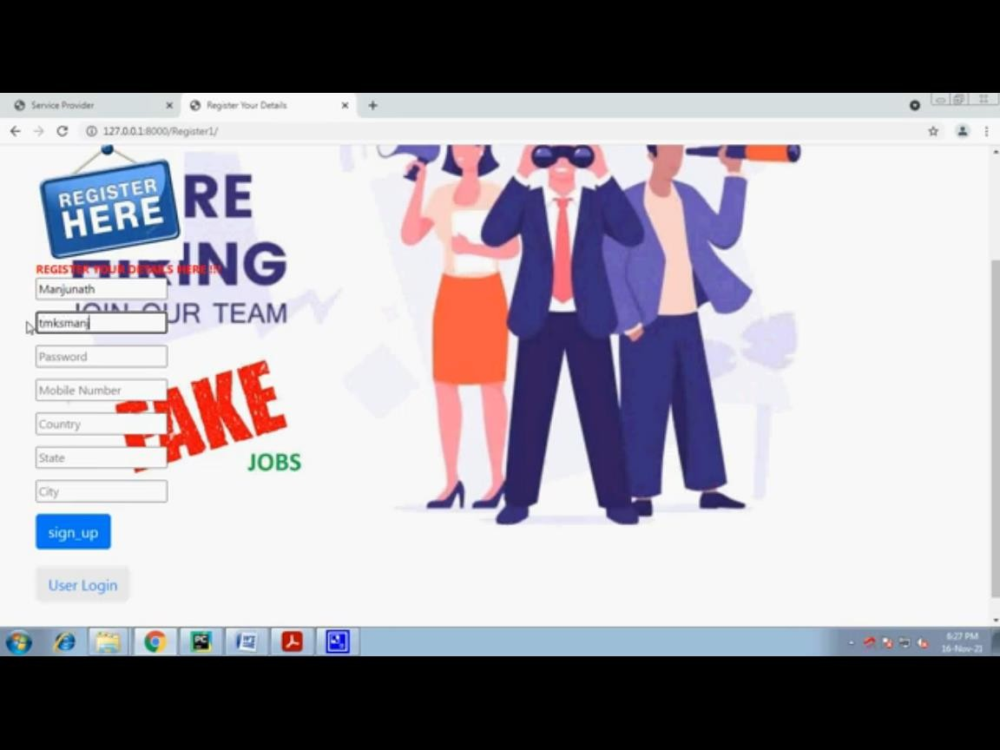 Service Provider
Register Your Details
127.0.0.1:8000/Register1/
REGISTER
HERE
RE
HIRING
REGISTER YOUR DETAILS HERE !!!
Manjunath
JOIN OUR TEAM
tmksmanj
Password
Mobile Number
FAKE
Country
State
JOBS
City
sign_up
User Login
6:27 PM
16-Nov-21